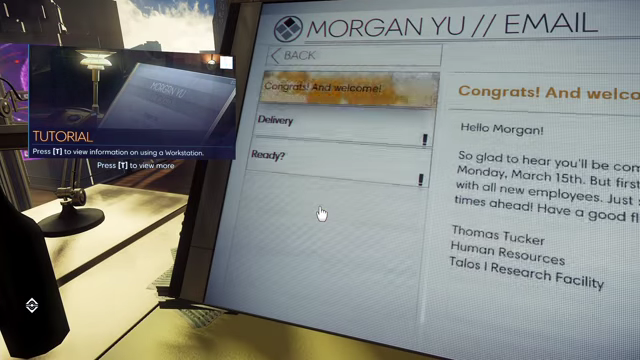 MORGAN YU // EMAIL
BACK
Congrats! And welcome!
Delivery
!
Ready?
!
Congrats! And welco
Hello Morgan!
So glad to hear you'll be com
Monday, March 15th. But first
with all new employees. Just s
times ahead! Have a good fl
Thomas Tucker
Human Resources
Talos I Research Facility
MORGAN YU
TUTORIAL
Press [T] to view information on using a Workstation.
Press [T] to view more